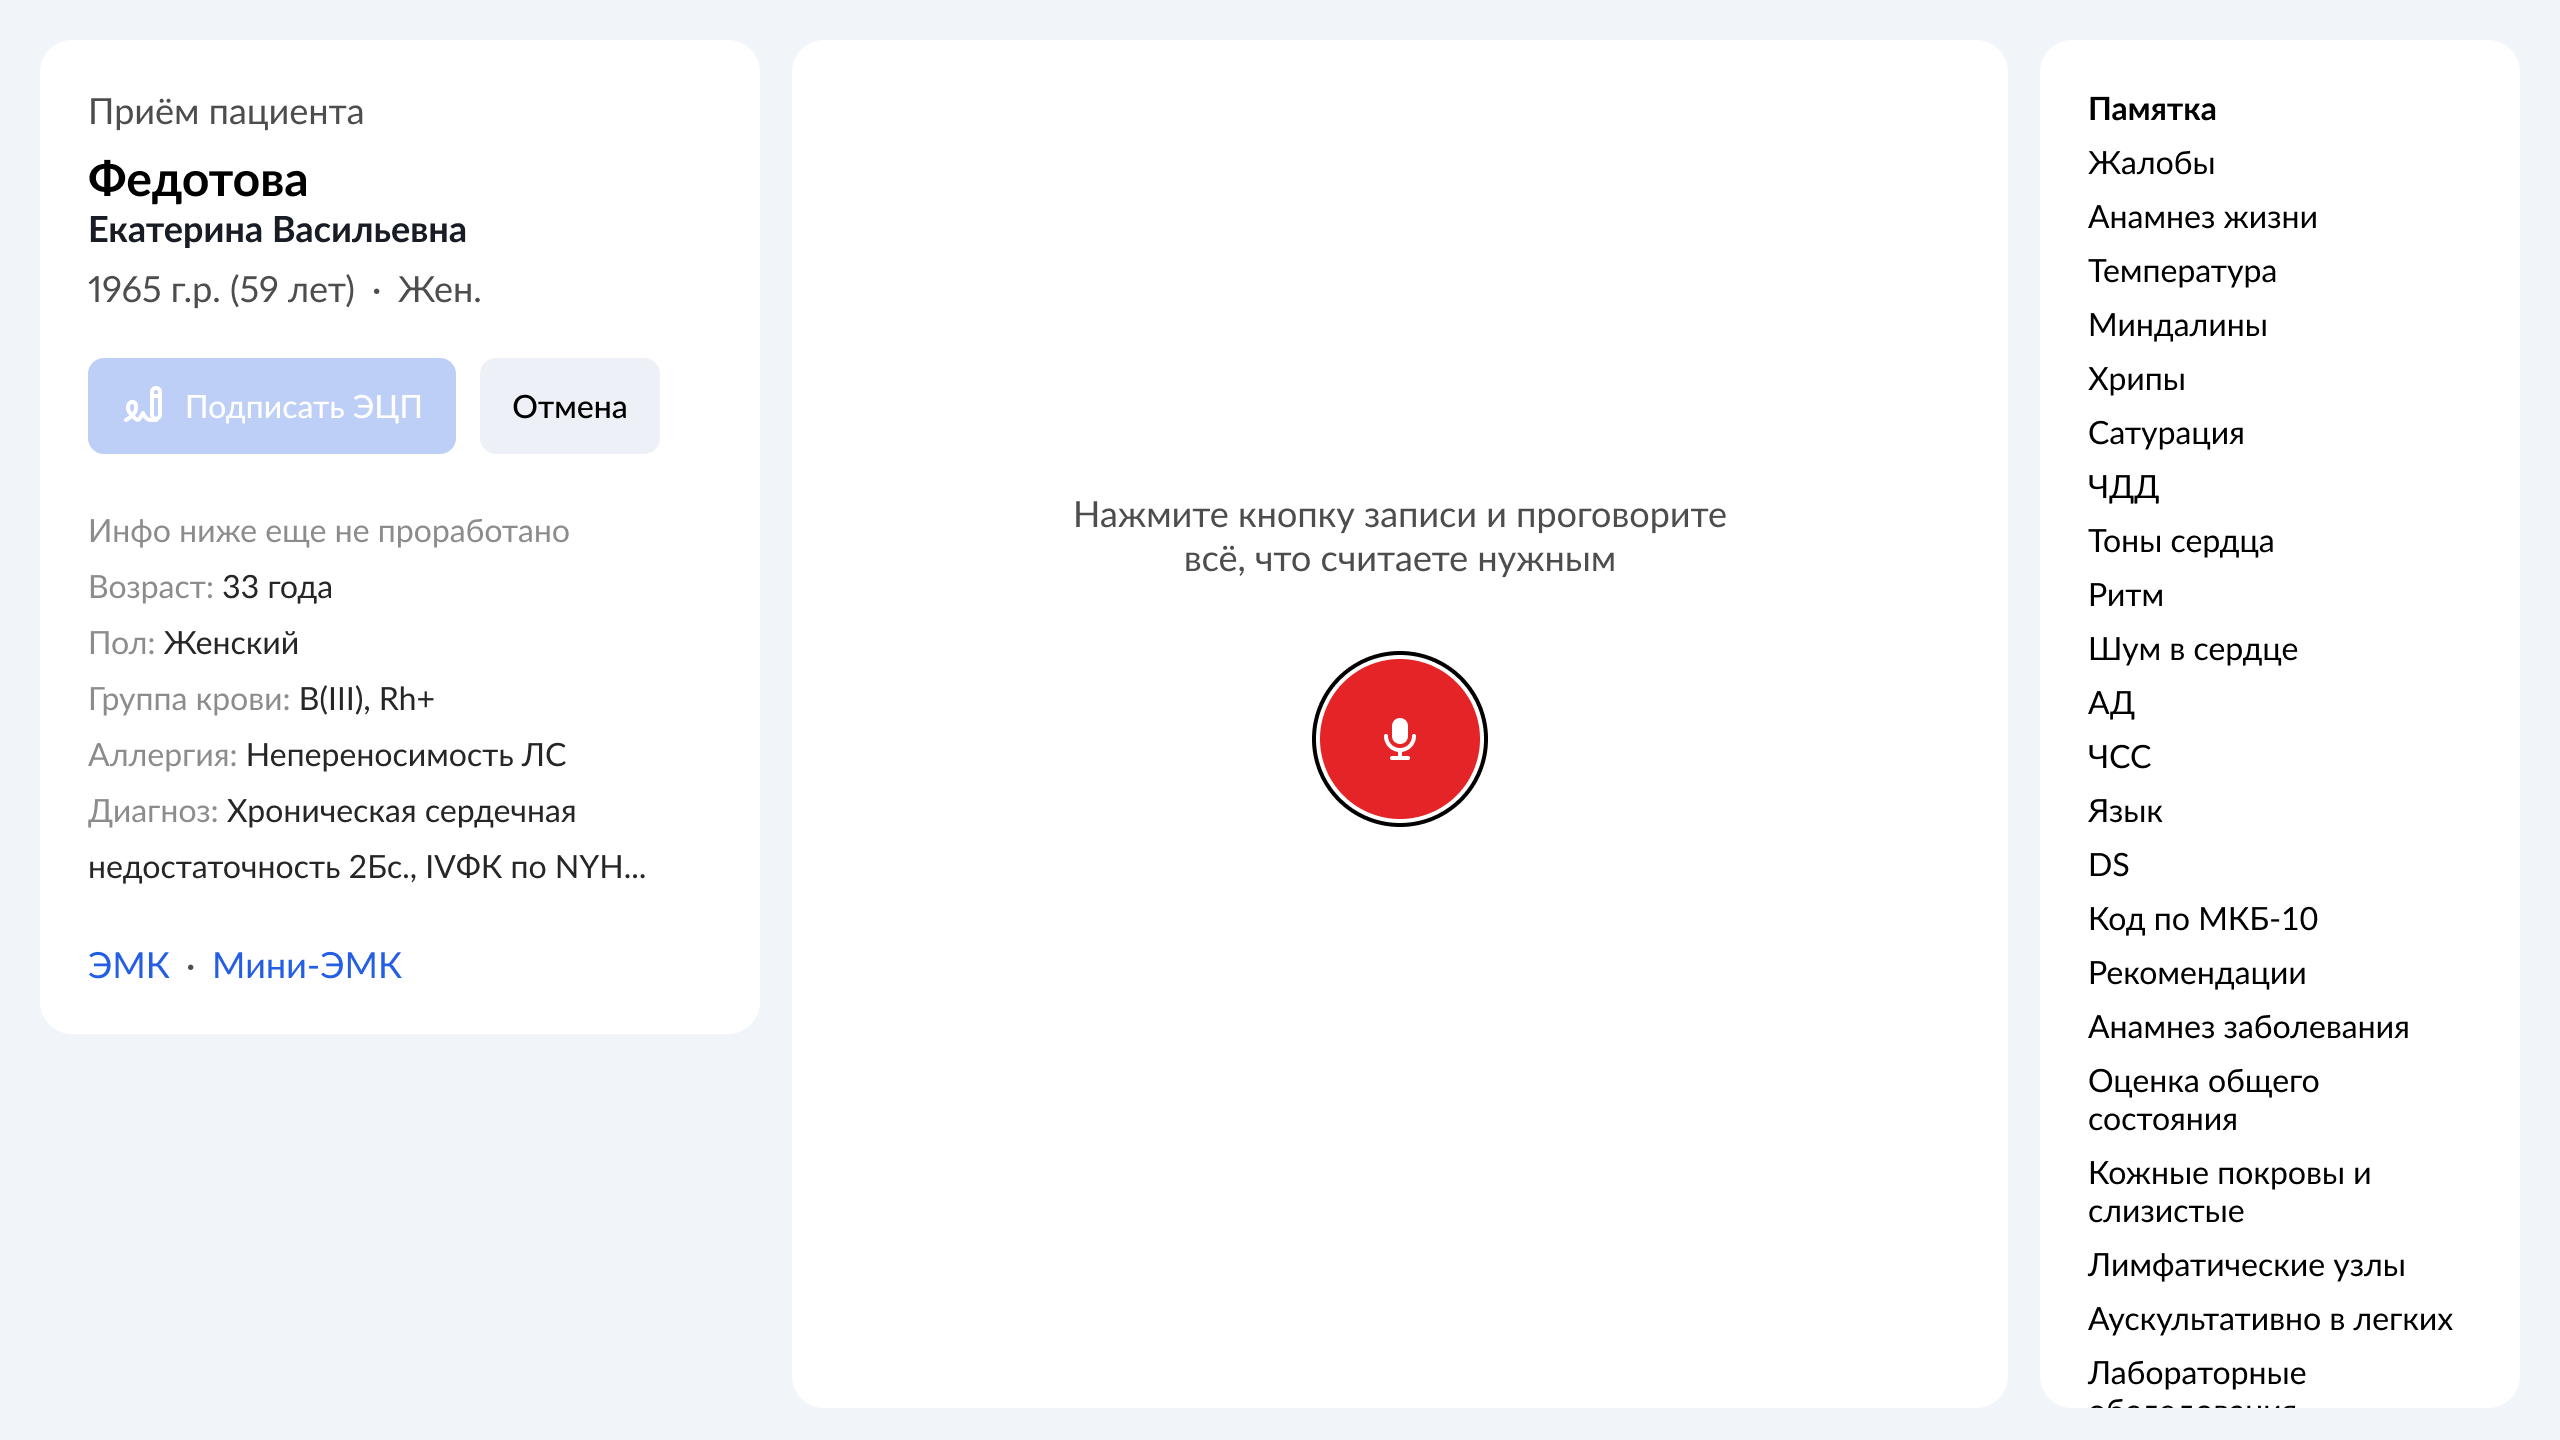 Приём пациента
Федотова
Екатерина Васильевна
1965 г.р. (59 лет) · Жен.
Подписать ЭЦП
Отмена
Инфо ниже еще не проработано
Возраст: 33 года
Пол: Женский
Группа крови: B(III), Rh+
Аллергия: Непереносимость ЛС
Диагноз: Хроническая сердечная
недостаточность 2Бс., IVФК по NYH...
ЭМК · Мини-ЭМК
Нажмите кнопку записи и проговорите
всё, что считаете нужным
Памятка
Жалобы
Анамнез жизни
Температура
Миндалины
Хрипы
Сатурация
ЧДД
Тоны сердца
Ритм
Шум в сердце
АД
ЧСС
Язык
DS
Код по МКБ-10
Рекомендации
Анамнез заболевания
Оценка общего
состояния
Кожные покровы и
слизистые
Лимфатические узлы
Аускультативно в легких
Лабораторные